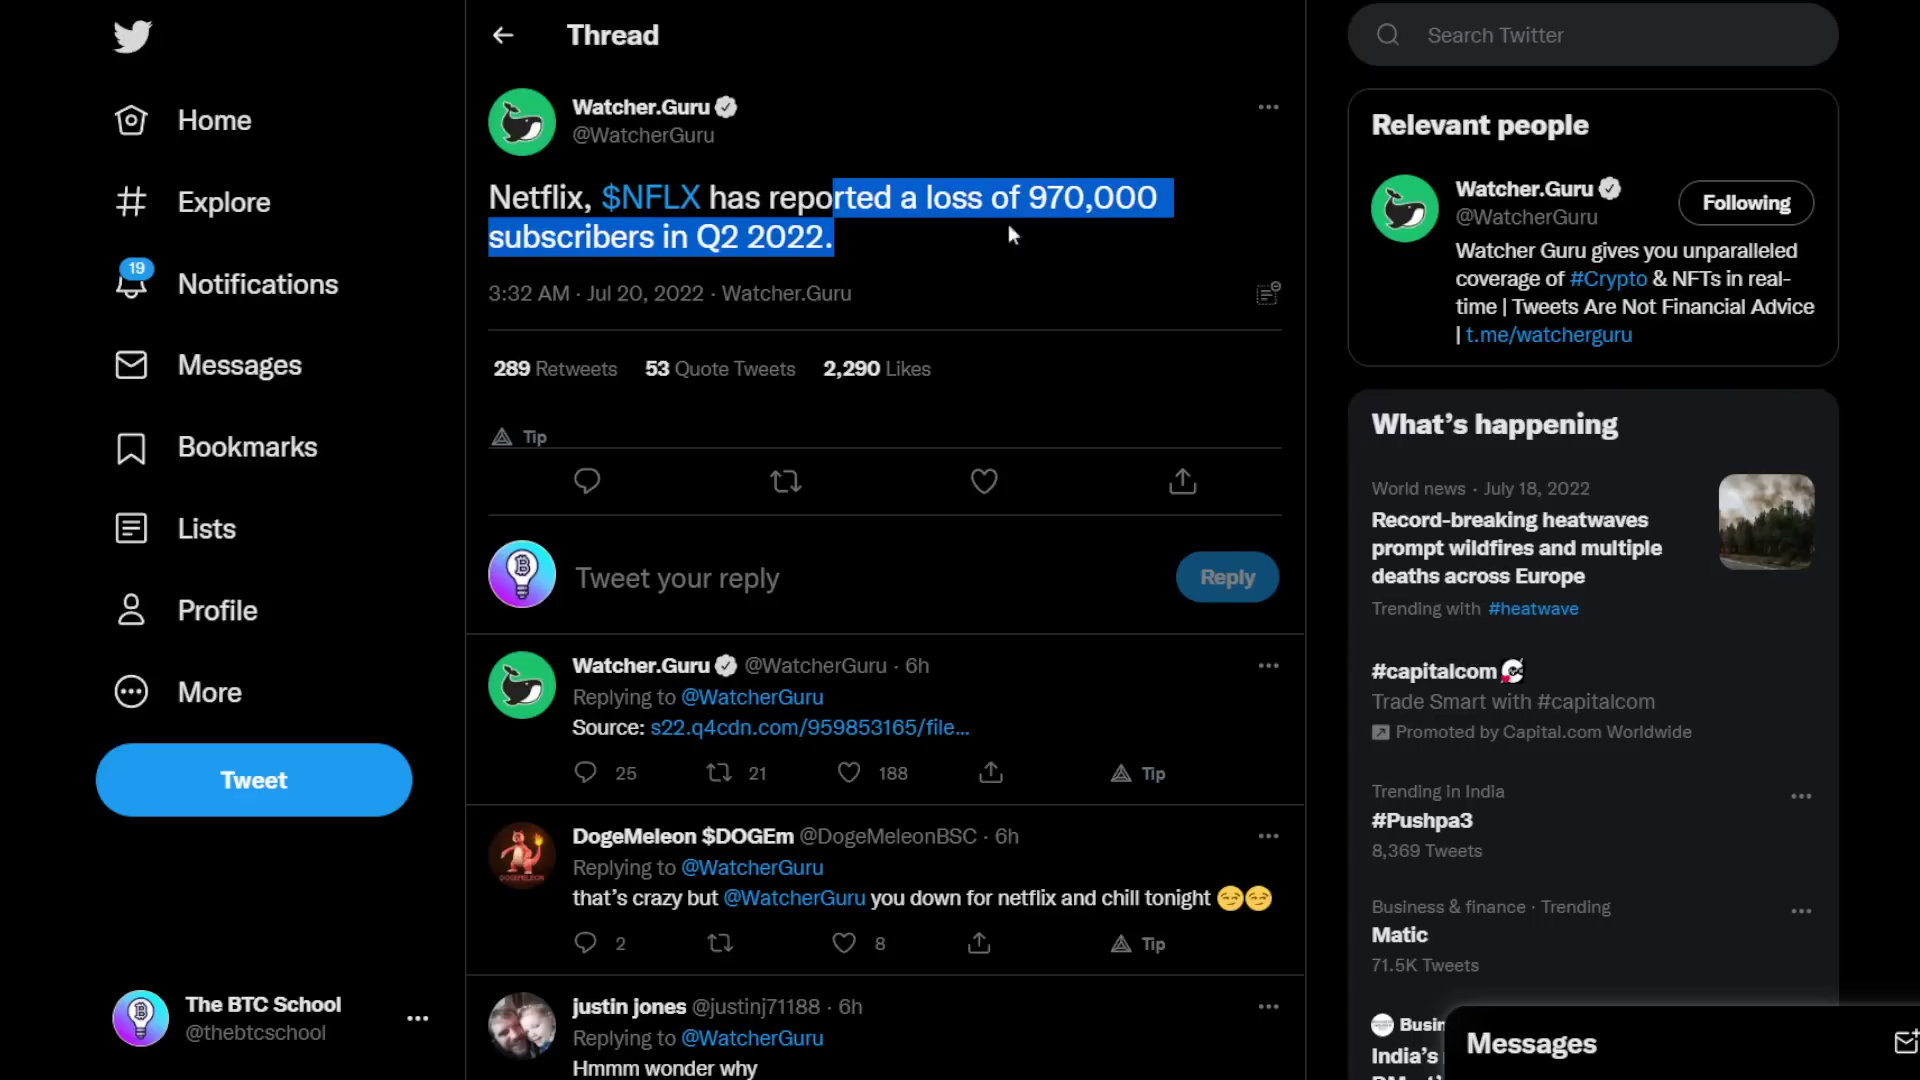 Home
Explore
19
Notifications
Messages
Bookmarks
Lists
Profile
More
Tweet
The BTC School
@thebtcschool
Thread
Watcher.Guru
@WatcherGuru
Netflix, $NFLX has reported a loss of 970,000
subscribers in Q2 2022.
3:32 AM · Jul 20, 2022 · Watcher.Guru
289 Retweets 53 Quote Tweets 2,290 Likes
Tip
Tweet your reply
Reply
Watcher.Guru @WatcherGuru · 6h
Replying to @WatcherGuru
Source: s22.q4cdn.com/959853165/file...
25 21 188 Tip
DogeMeleon $DOGEm @DogeMeleonBSC · 6h
Replying to @WatcherGuru
that's crazy but @WatcherGuru you down for netflix and chill tonight 😏😏
2 8 Tip
justin jones @justinj71188 · 6h
Replying to @WatcherGuru
Hmmm wonder why
Search Twitter
Relevant people
Watcher.Guru
@WatcherGuru
Following
Watcher Guru gives you unparalleled
coverage of #Crypto & NFTs in real-
time | Tweets Are Not Financial Advice
| t.me/watcherguru
What's happening
World news · July 18, 2022
Record-breaking heatwaves
prompt wildfires and multiple
deaths across Europe
Trending with #heatwave
#capitalcom
Trade Smart with #capitalcom
Promoted by Capital.com Worldwide
Trending in India
#Pushpa3
8,369 Tweets
Business & finance · Trending
Matic
71.5K Tweets
India's
Messages